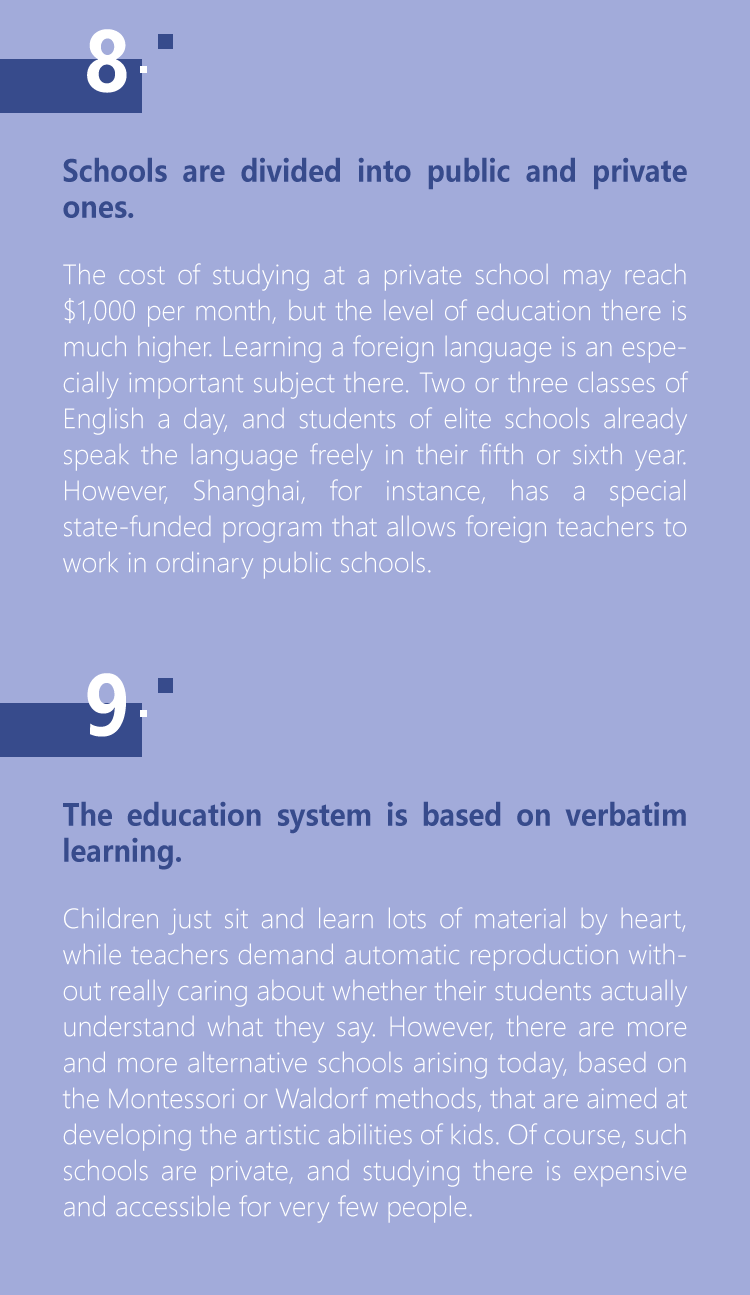 8
Schools are divided into public and private
ones.
The cost of studying at a private school may reach
$1,000 per month, but the level of education there is
much higher. Learning a foreign language is an espe-
cially important subject there. Two or three classes of
English a day, and students of elite schools already
speak the language freely in their fifth or sixth year.
However, Shanghai, for instance, has a special
state-funded program that allows foreign teachers to
work in ordinary public schools.
9
The education system is based on verbatim
learning.
Children just sit and learn lots of material by heart,
while teachers demand automatic reproduction with-
out really caring about whether their students actually
understand what they say. However, there are more
and more alternative schools arising today, based on
the Montessori or Waldorf methods, that are aimed at
developing the artistic abilities of kids. Of course, such
schools are private, and studying there is expensive
and accessible for very few people.